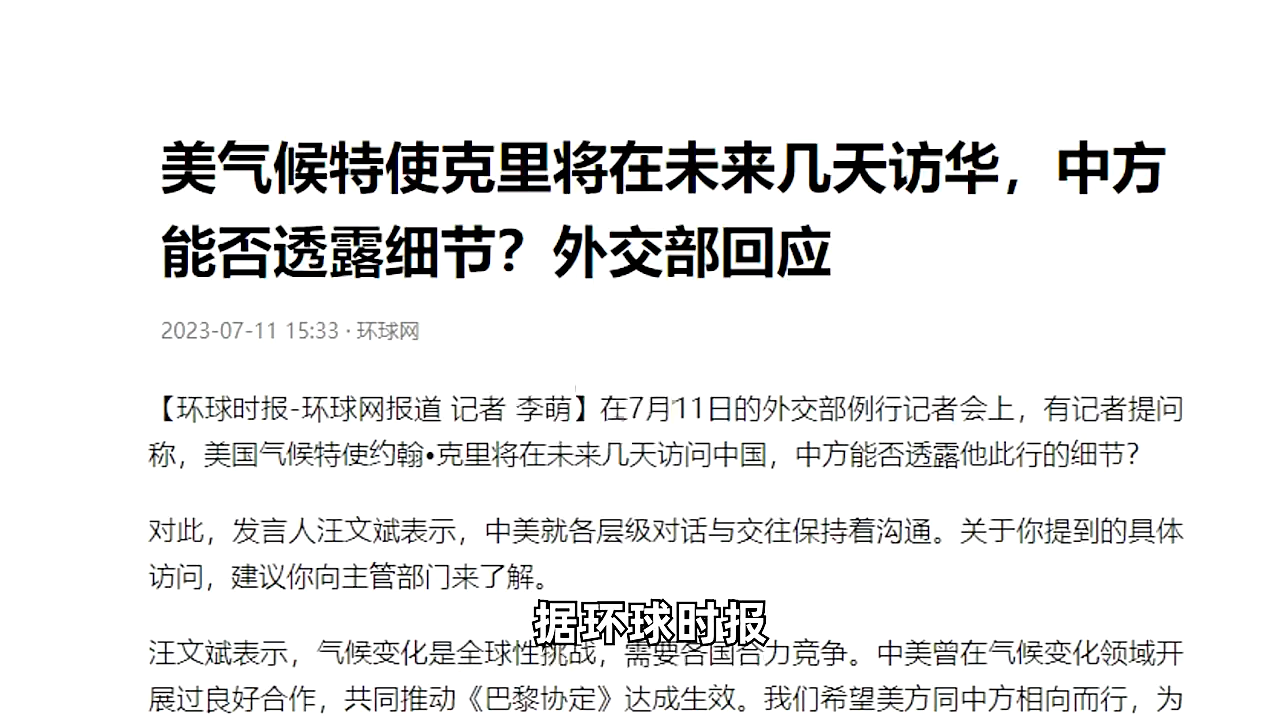 美气候特使克里将在未来几天访华，中方
能否透露细节？外交部回应
2023-07-11 15:33 · 环球网
【环球时报-环球网报道 记者 李萌】在7月11日的外交部例行记者会上，有记者提问
称，美国气候特使约翰•克里将在未来几天访问中国，中方能否透露他此行的细节？
对此，发言人汪文斌表示，中美就各层级对话与交往保持着沟通。关于你提到的具体
访问，建议你向主管部门来了解。
据环球时报
汪文斌表示，气候变化是全球性挑战，需要各国合力竞争。中美曾在气候变化领域开
展过良好合作，共同推动《巴黎协定》达成生效。我们希望美方同中方相向而行，为